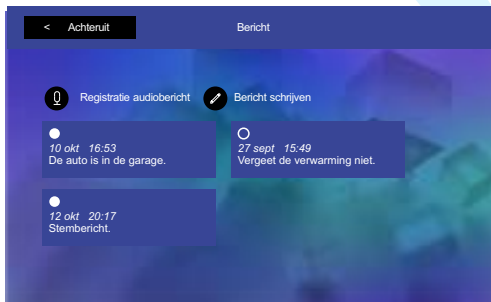 < Achteruit
Bericht
Registratie audiobericht
Bericht schrijven
10 okt 16:53
De auto is in de garage.
27 sept 15:49
Vergeet de verwarming niet.
12 okt 20:17
Stembericht.